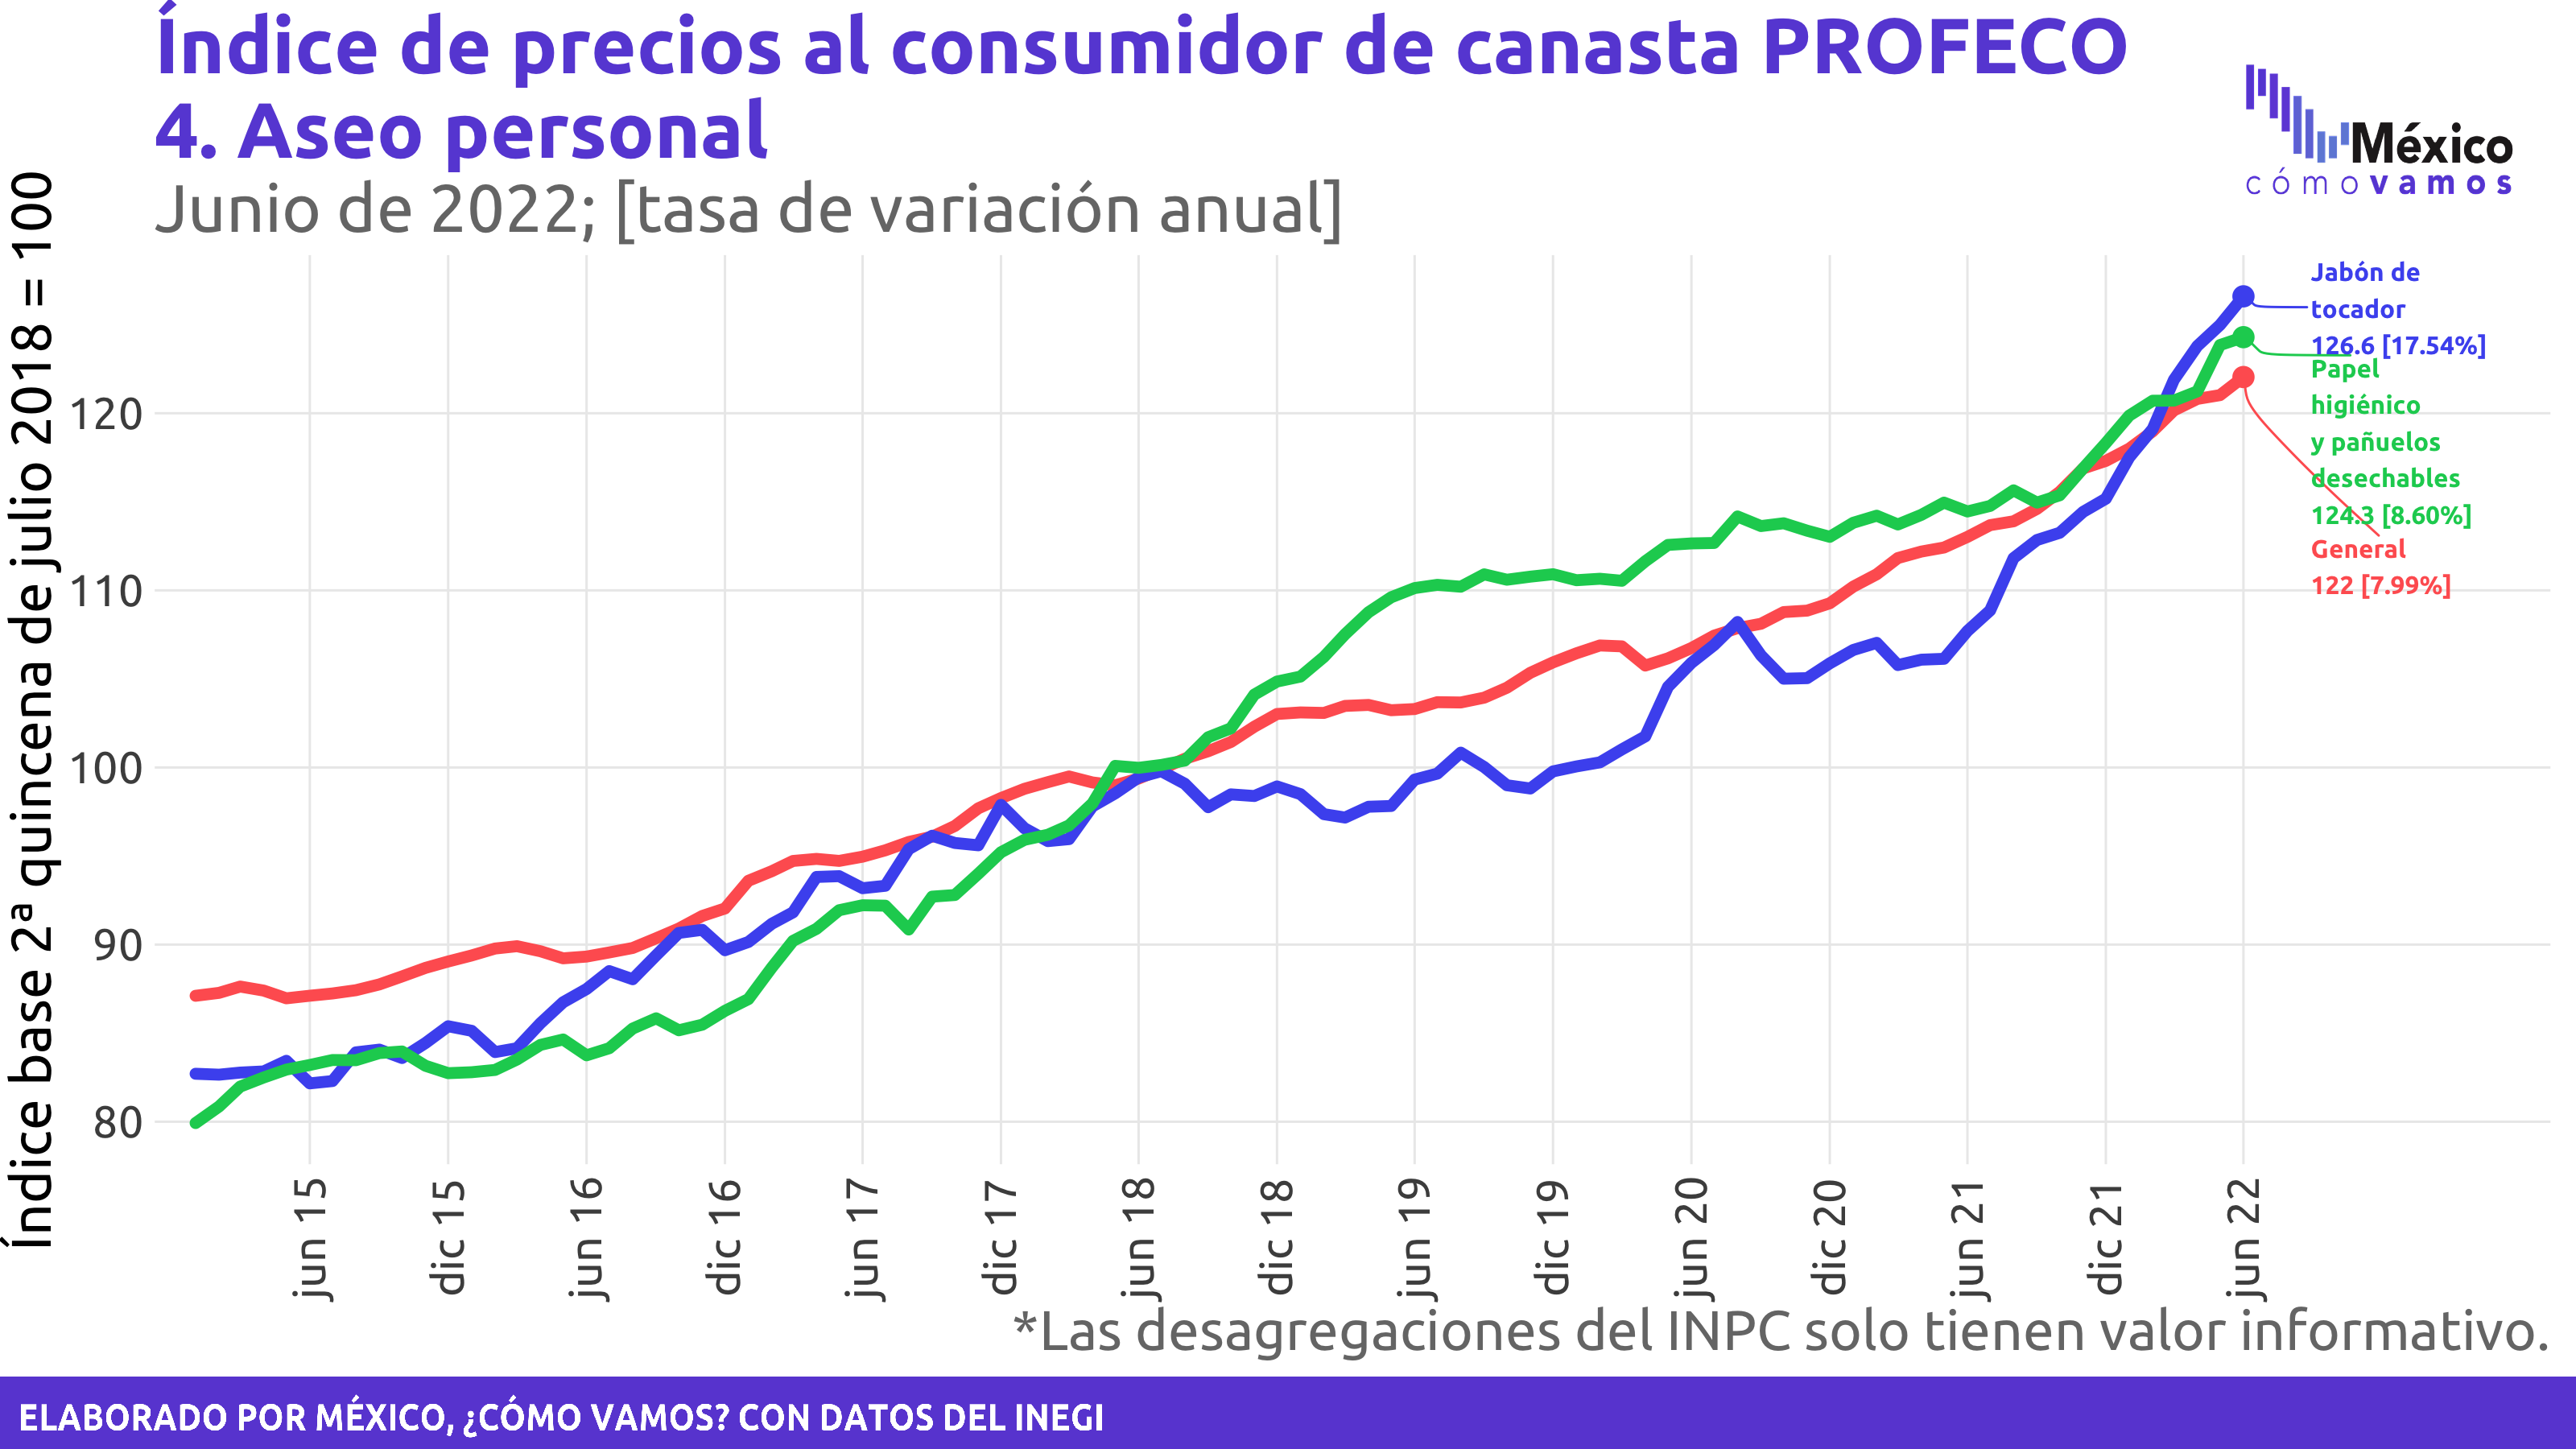 Índice de precios al consumidor de canasta PROFECO
4. Aseo personal
Junio de 2022; [tasa de variación anual]
México
cómo vamos
Índice base 2ª quincena de julio 2018 = 100
120
110
100
90
80
Jabón de
tocador
126.6 [17.54%]
Papel
higiénico
y pañuelos
desechables
124.3 [8.60%]
General
122 [7.99%]
jun 15
dic 15
jun 16
dic 16
jun 17
dic 17
jun 18
dic 18
jun 19
dic 19
jun 20
dic 20
jun 21
dic 21
jun 22
*Las desagregaciones del INPC solo tienen valor informativo.
ELABORADO POR MÉXICO, ¿CÓMO VAMOS? CON DATOS DEL INEGI